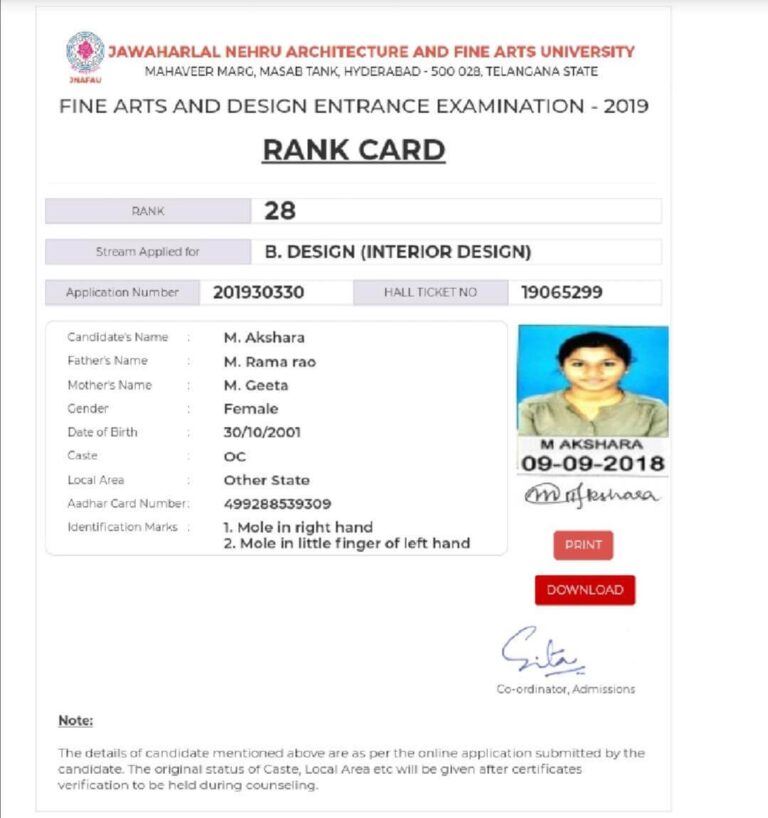 JAWAHARLAL NEHRU ARCHITECTURE AND FINE ARTS UNIVERSITY
JNAFAU
MAHAVEER MARG, MASAB TANK, HYDERABAD - 500 028, TELANGANA STATE
FINE ARTS AND DESIGN ENTRANCE EXAMINATION - 2019
RANK CARD
RANK 28
Stream Applied for B. DESIGN (INTERIOR DESIGN)
Application Number 201930330 HALL TICKET NO 19065299
Candidate's Name : M. Akshara
Father's Name : M. Rama rao
Mother's Name : M. Geeta
Gender : Female
Date of Birth : 30/10/2001
Caste : OC
Local Area : Other State
Aadhar Card Number: 499288539309
Identification Marks : 1. Mole in right hand
2. Mole in little finger of left hand
M AKSHARA
09-09-2018
M Akshara
PRINT
DOWNLOAD
Gita
Co-ordinator, Admissions
Note:
The details of candidate mentioned above are as per the online application submitted by the
candidate. The original status of Caste, Local Area etc will be given after certificates
verification to be held during counseling.